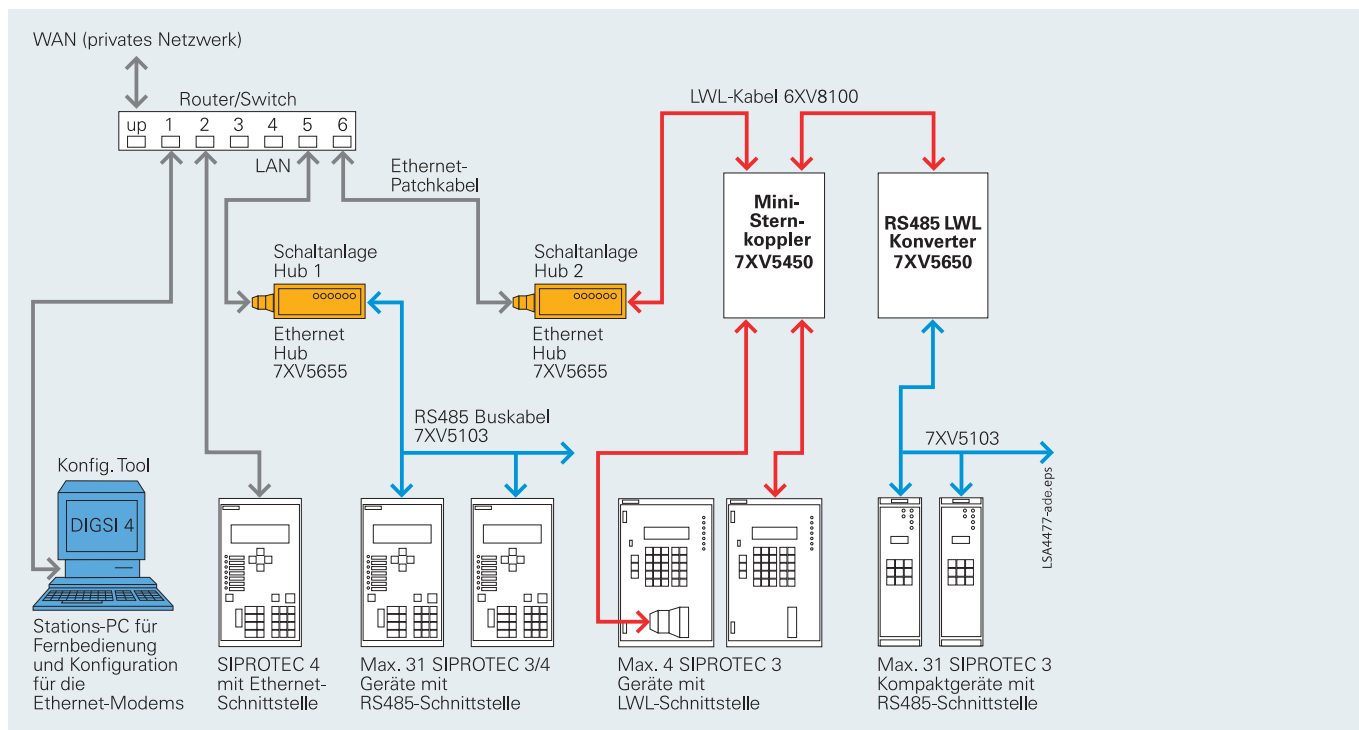 WAN (privates Netzwerk)
Router/Switch
up 1 2 3 4 5 6
LAN
Ethernet-
Patchkabel
LWL-Kabel 6XV8100
Mini-
Stern-
koppler
7XV5450
RS485 LWL
Konverter
7XV5650
Schaltanlage
Hub 1
Ethernet
Hub
7XV5655
Schaltanlage
Hub 2
Ethernet
Hub
7XV5655
RS485 Buskabel
7XV5103
7XV5103
LSA4477-ade.eps
Konfig. Tool
DIGSI 4
Stations-PC für
Fernbedienung
und Konfiguration
für die
Ethernet-Modems
SIPROTEC 4
mit Ethernet-
Schnittstelle
Max. 31 SIPROTEC 3/4
Geräte mit
RS485-Schnittstelle
Max. 4 SIPROTEC 3
Geräte mit
LWL-Schnittstelle
Max. 31 SIPROTEC 3
Kompaktgeräte mit
RS485-Schnittstelle